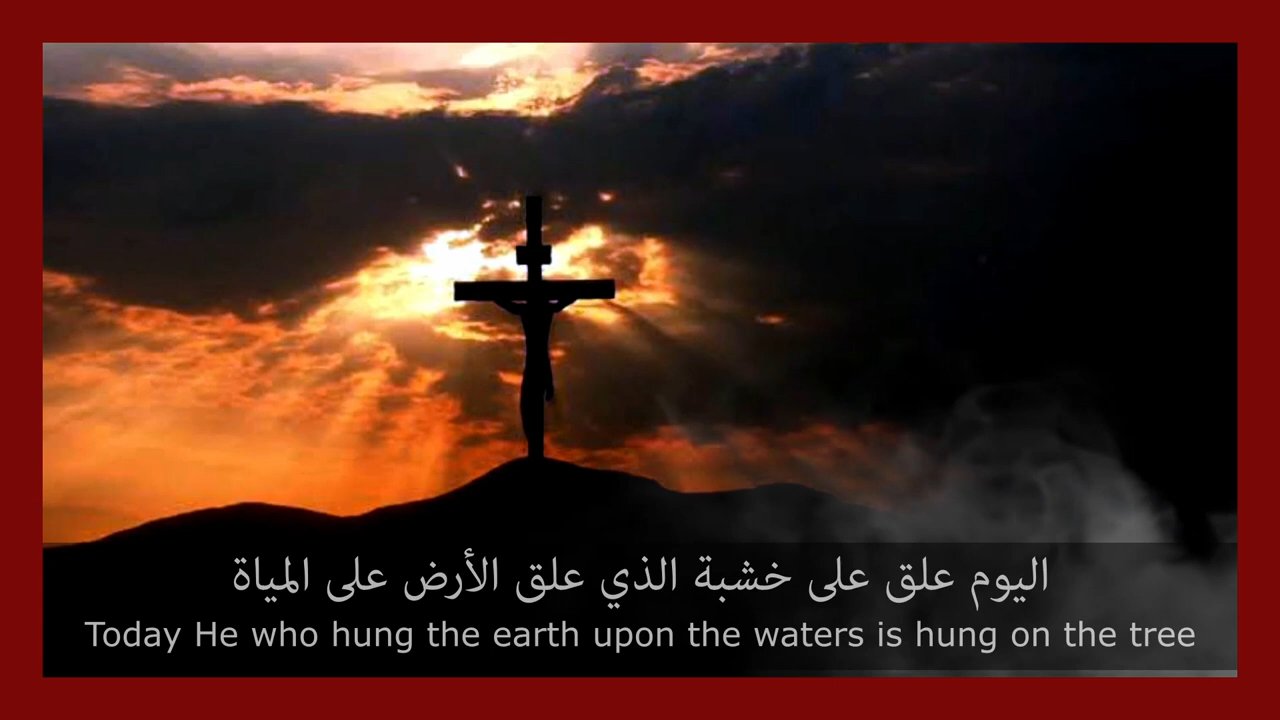 اليوم علق على خشبة الذي علق الأرض على المياة
Today He who hung the earth upon the waters is hung on the tree